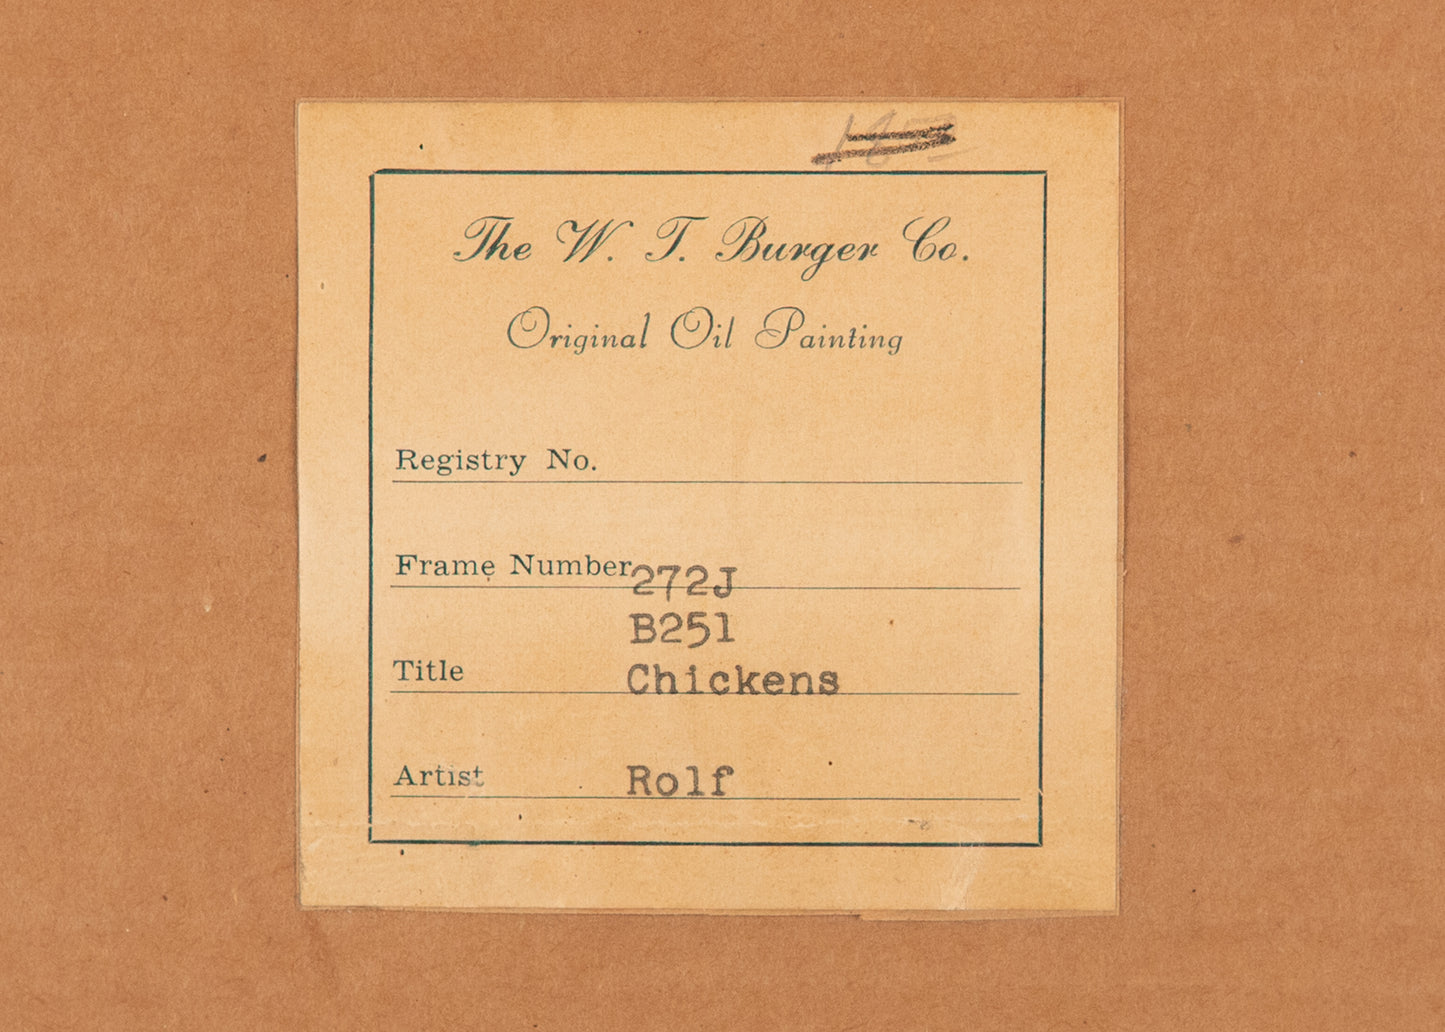 The W. T. Burger Co.
Original Oil Painting
Registry No.
Frame Number 272J
B251
Title Chickens
Artist Rolf